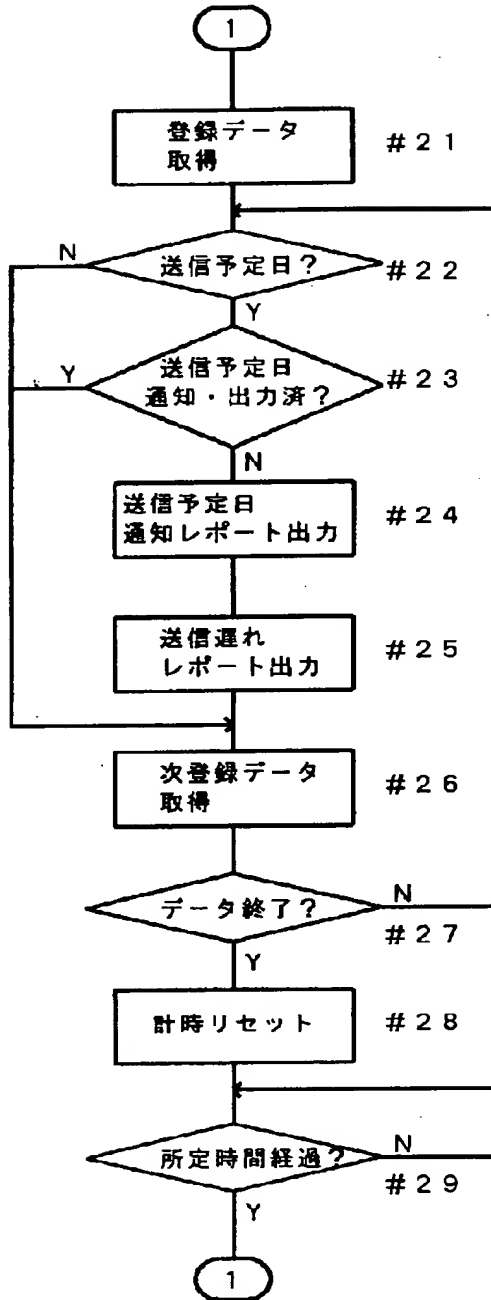 1
登録データ
取得
#21
N
送信予定日?
#22
Y
Y
送信予定日
通知・出力済?
#23
N
送信予定日
通知レポート出力
#24
送信遅れ
レポート出力
#25
次登録データ
取得
#26
データ終了?
N
#27
Y
計時リセット
#28
所定時間経過?
N
#29
Y
1